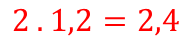 2 . 1,2 = 2,4